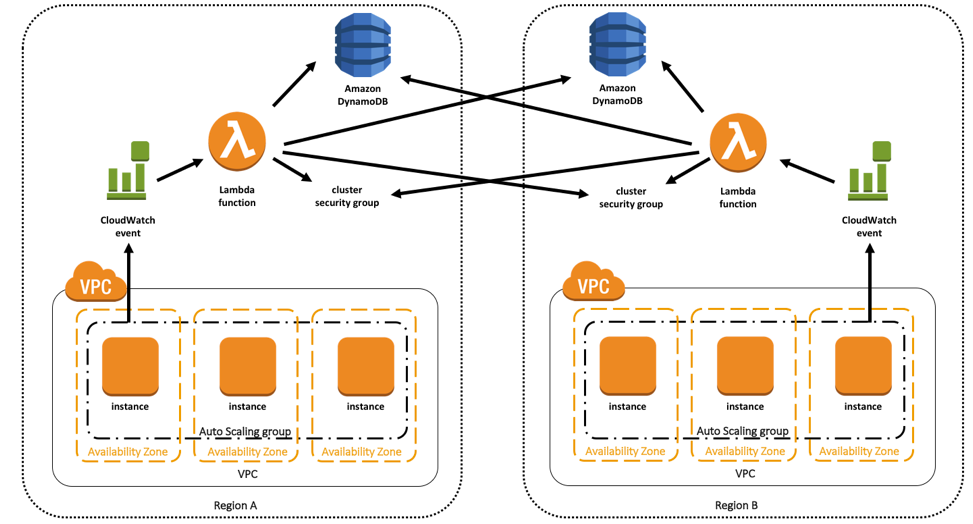 Amazon
DynamoDB
Amazon
DynamoDB
λ
Lambda
function
cluster
security group
cluster
security group
λ
Lambda
function
CloudWatch
event
CloudWatch
event
VPC
instance
instance
instance
Auto Scaling group
Availability Zone
Availability Zone
Availability Zone
VPC
Region A
VPC
instance
instance
instance
Auto Scaling group
Availability Zone
Availability Zone
Availability Zone
VPC
Region B